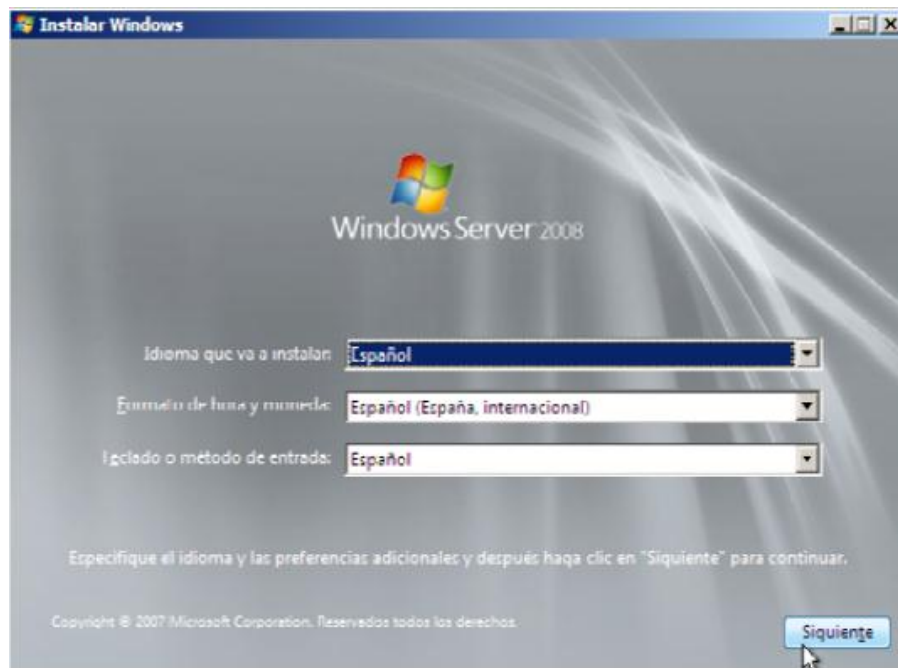 Instalar Windows
Windows Server 2008
Idioma que va a instalar: Español
Formato de hora y moneda: Español (España, internacional)
Teclado o método de entrada: Español
Especifique el idioma y las preferencias adicionales y después haga clic en "Siquiente" para continuar.
Copyright © 2007 Microsoft Corporation. Reservados todos los derechos.
Siquiente